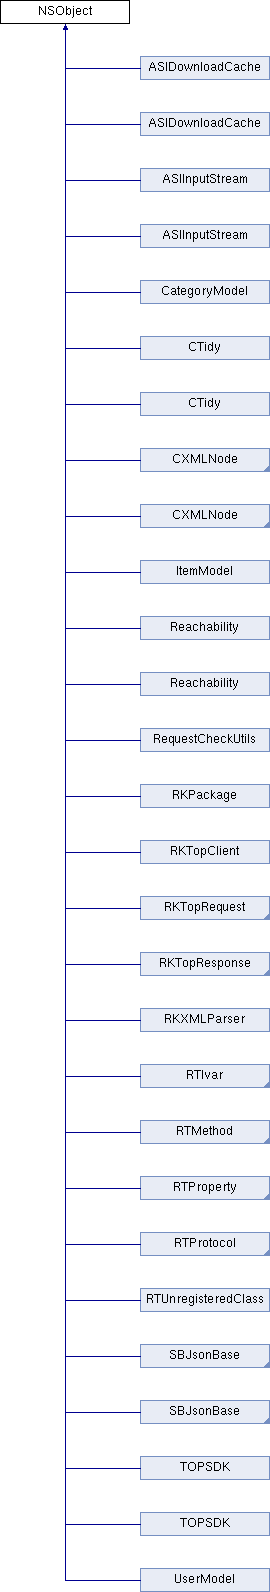 NSObject
ASIDownloadCache
ASIDownloadCache
ASIInputStream
ASIInputStream
CategoryModel
CTidy
CTidy
CXMLNode
CXMLNode
ItemModel
Reachability
Reachability
RequestCheckUtils
RKPackage
RKTopClient
RKTopRequest
RKTopResponse
RKXMLParser
RTIvar
RTMethod
RTProperty
RTProtocol
RTUnregisteredClass
SBJsonBase
SBJsonBase
TOPSDK
TOPSDK
UserModel